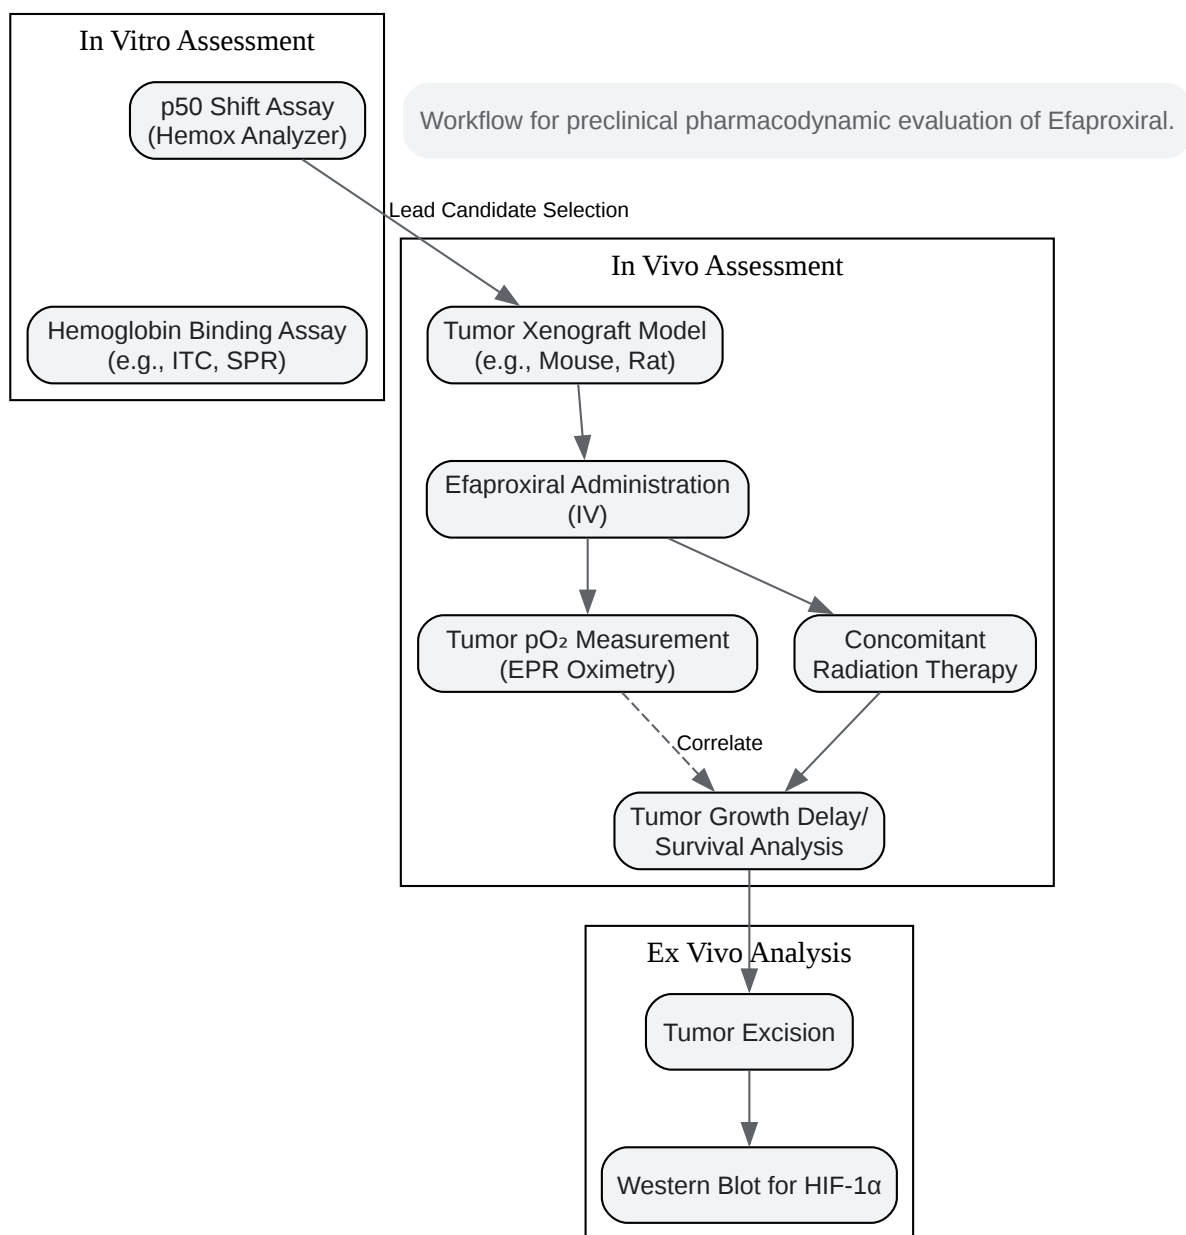 In Vitro Assessment
p50 Shift Assay
(Hemox Analyzer)
Workflow for preclinical pharmacodynamic evaluation of Efaproxiral.
Lead Candidate Selection
In Vivo Assessment
Hemoglobin Binding Assay
(e.g., ITC, SPR)
Tumor Xenograft Model
(e.g., Mouse, Rat)
Efaproxiral Administration
(IV)
Tumor pO₂ Measurement
(EPR Oximetry)
Concomitant
Radiation Therapy
Correlate
Tumor Growth Delay/
Survival Analysis
Ex Vivo Analysis
Tumor Excision
Western Blot for HIF-1α